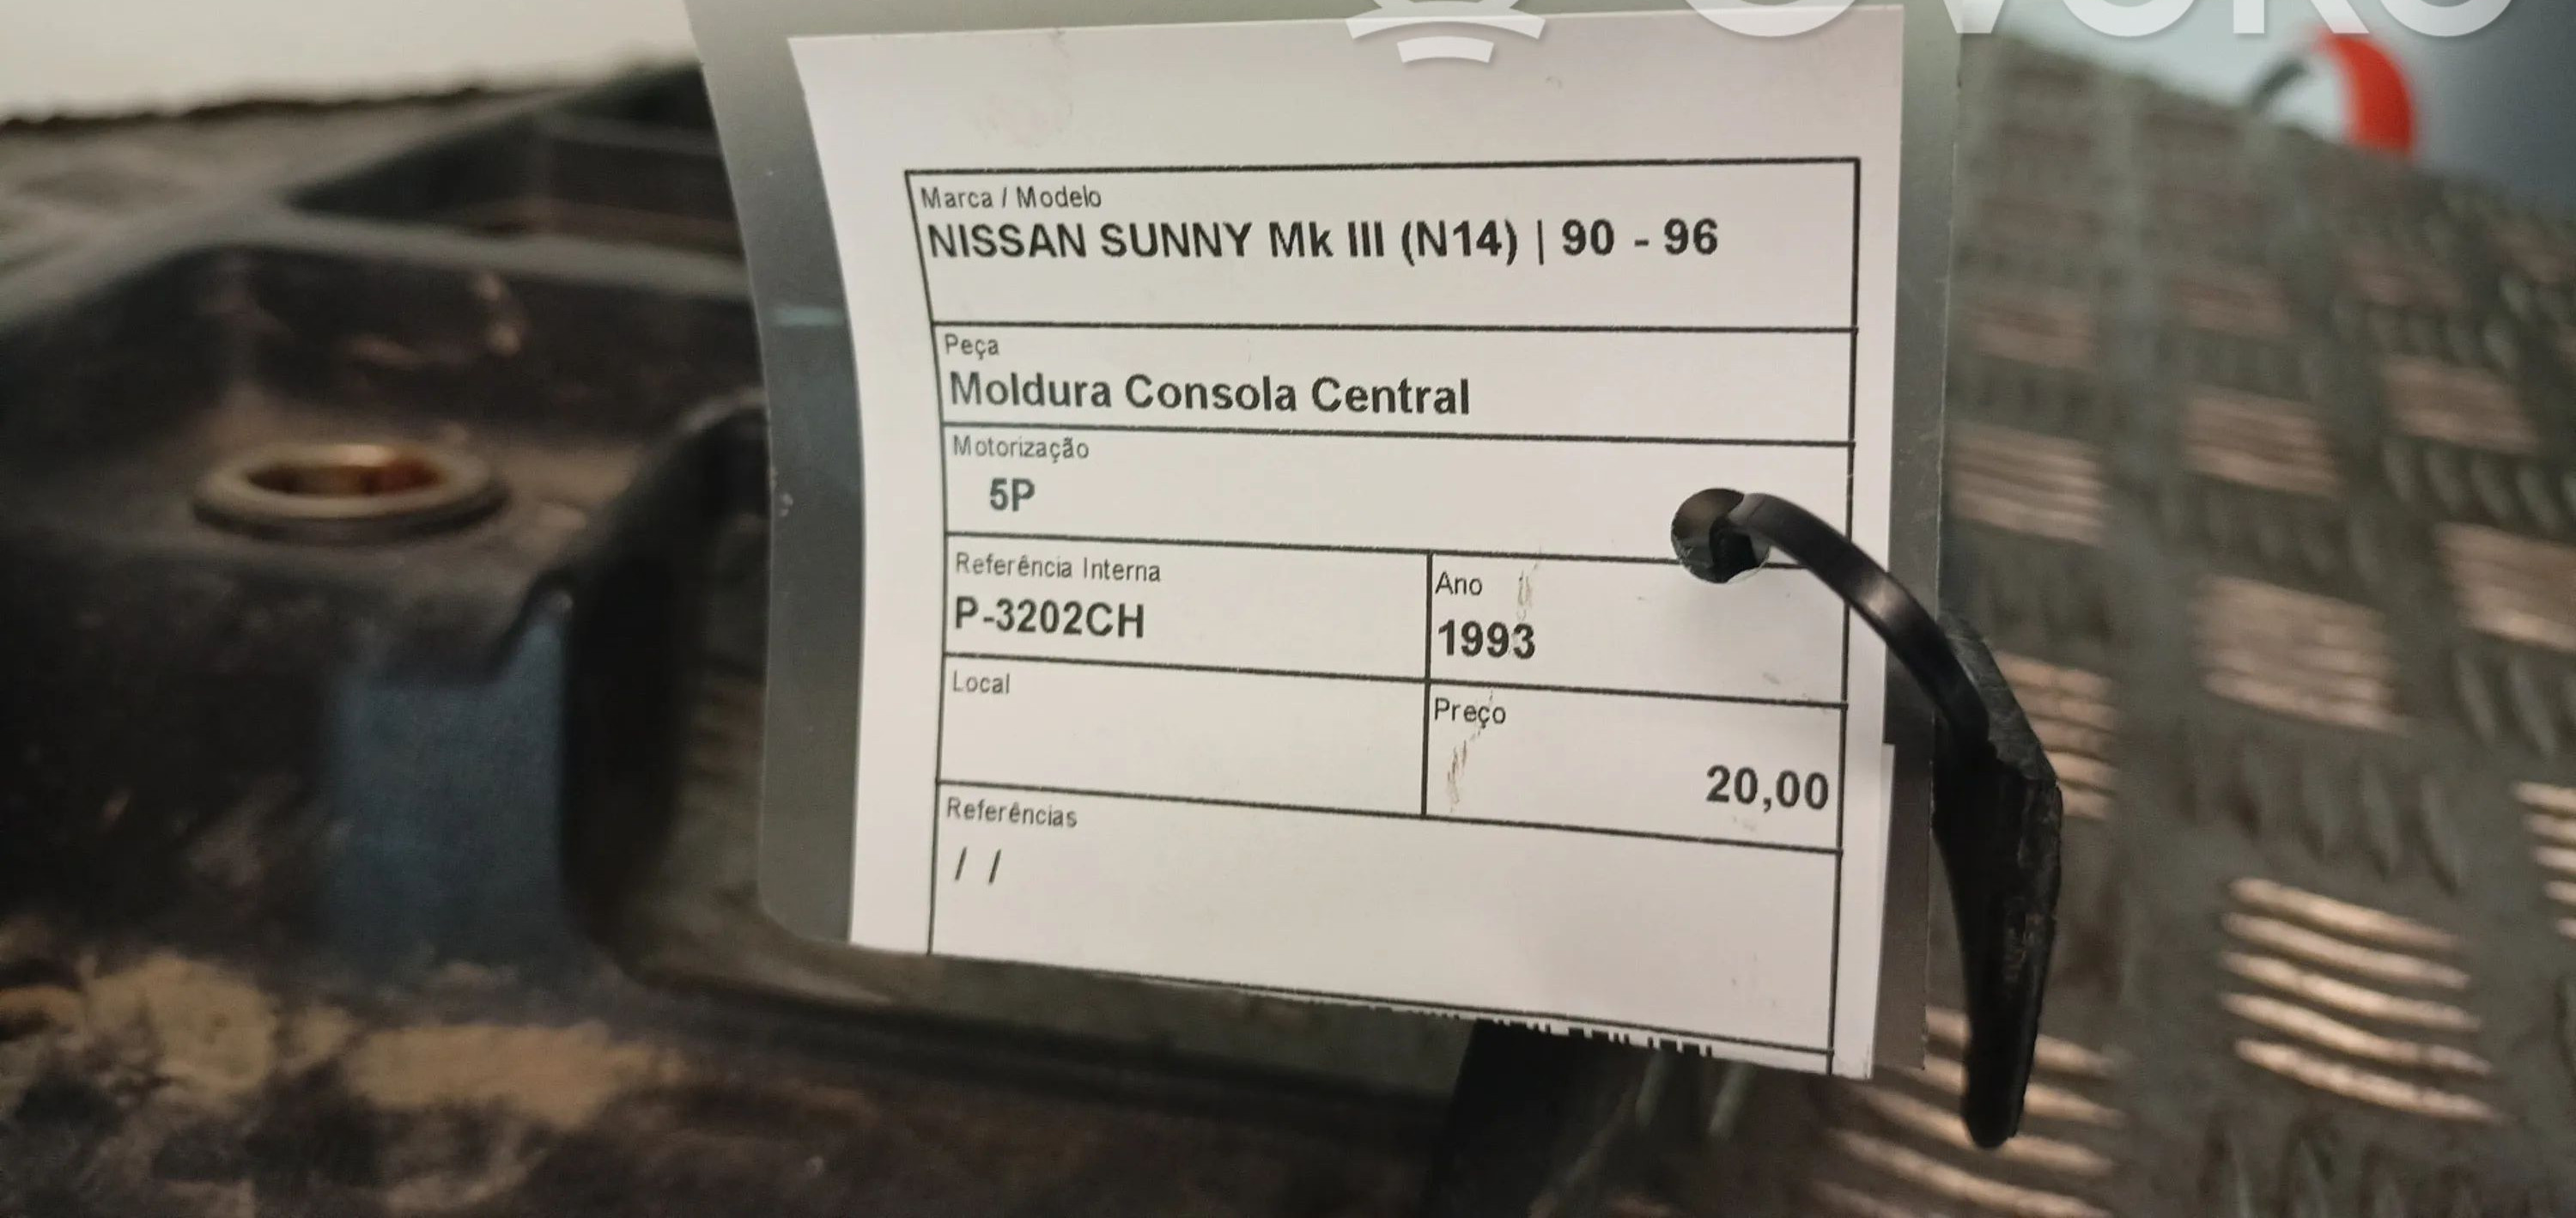 Marca / Modelo
NISSAN SUNNY Mk III (N14) | 90 - 96
Peça
Moldura Consola Central
Motorização
5P
Referência Interna
P-3202CH
Ano
1993
Local
Preço
20,00
Referências
/ /